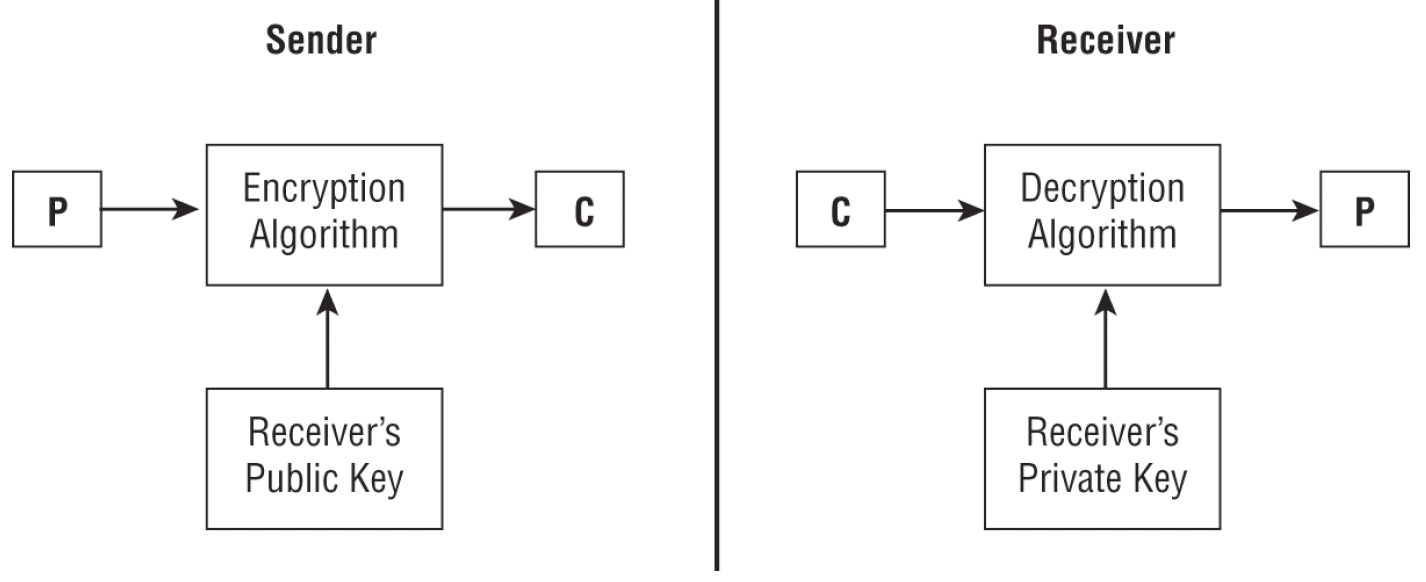 Sender
P
Encryption
Algorithm
C
Receiver's
Public Key
Receiver
C
Decryption
Algorithm
P
Receiver's
Private Key